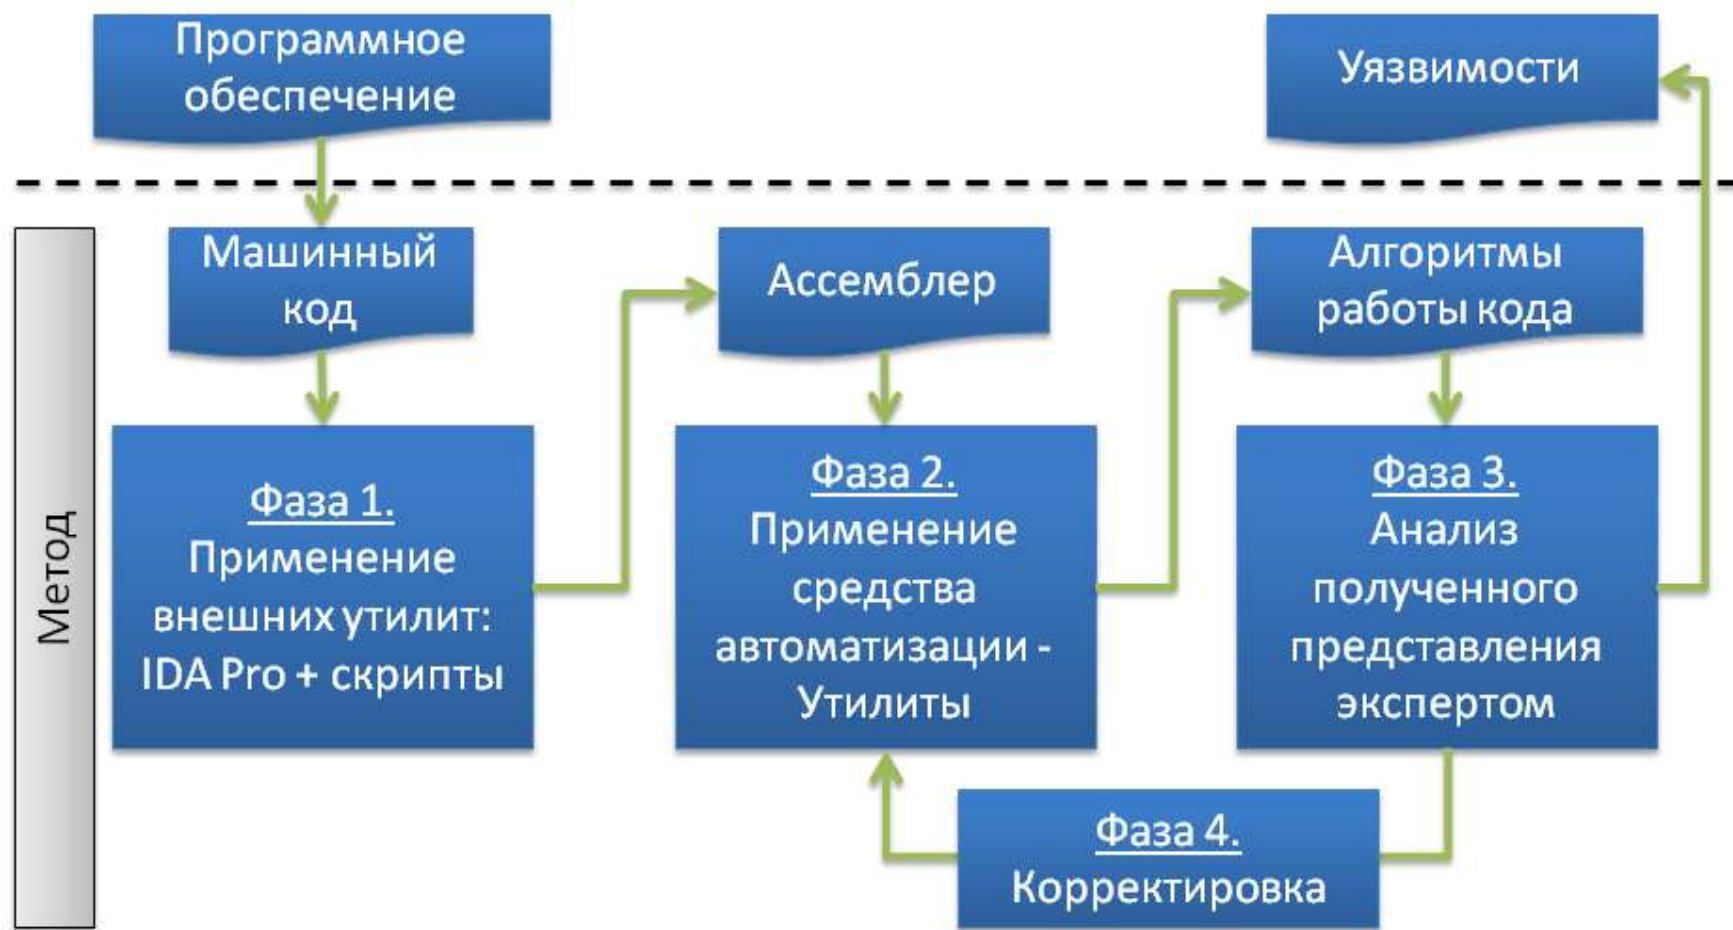 Программное
обеспечение
Уязвимости
Машинный
код
Ассемблер
Алгоритмы
работы кода
Метод
Фаза 1.
Применение
внешних утилит:
IDA Pro + скрипты
Фаза 2.
Применение
средства
автоматизации -
Утилиты
Фаза 3.
Анализ
полученного
представления
экспертом
Фаза 4.
Корректировка